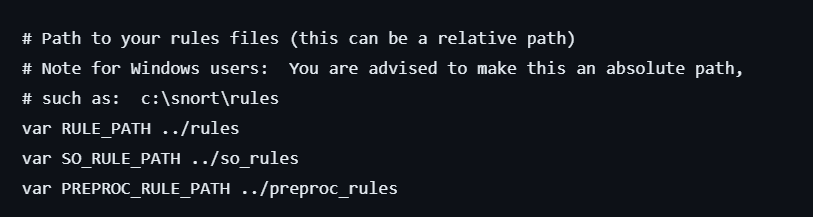 # Path to your rules files (this can be a relative path)
# Note for Windows users:  You are advised to make this an absolute path,
# such as:  c:\snort\rules
var RULE_PATH ../rules
var SO_RULE_PATH ../so_rules
var PREPROC_RULE_PATH ../preproc_rules